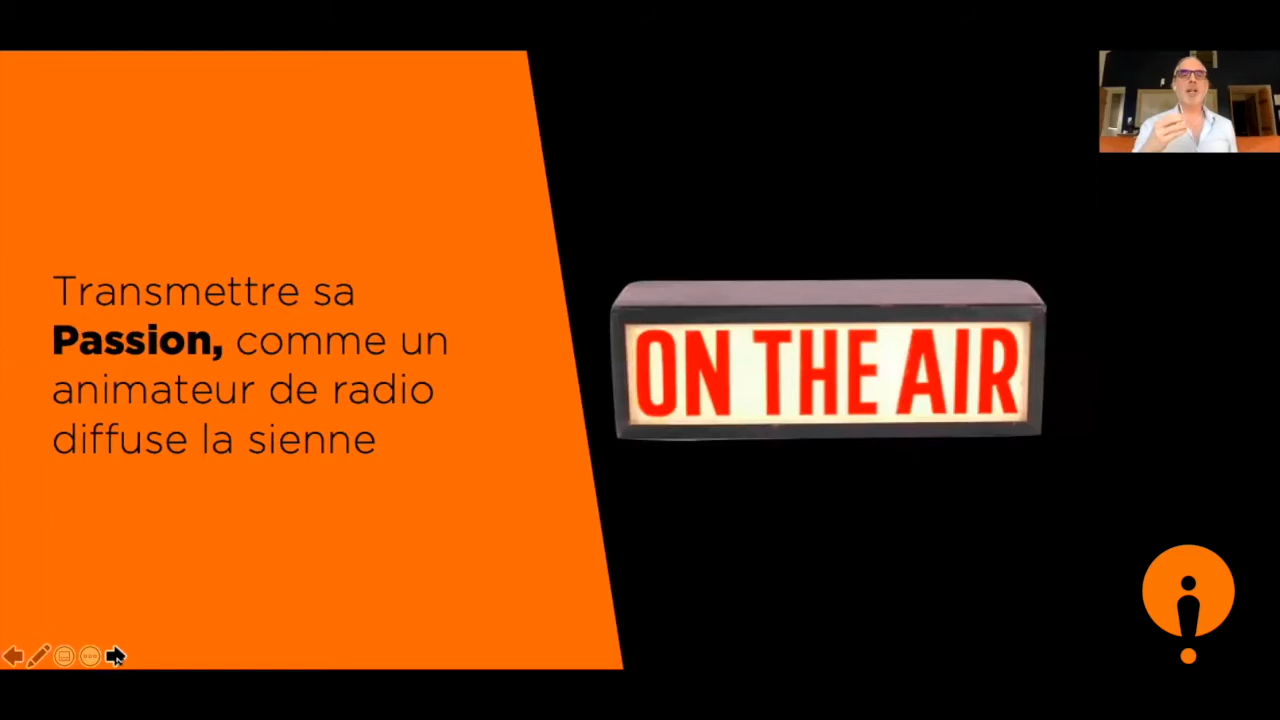 Transmettre sa
Passion, comme un
animateur de radio
diffuse la sienne
ON THE AIR